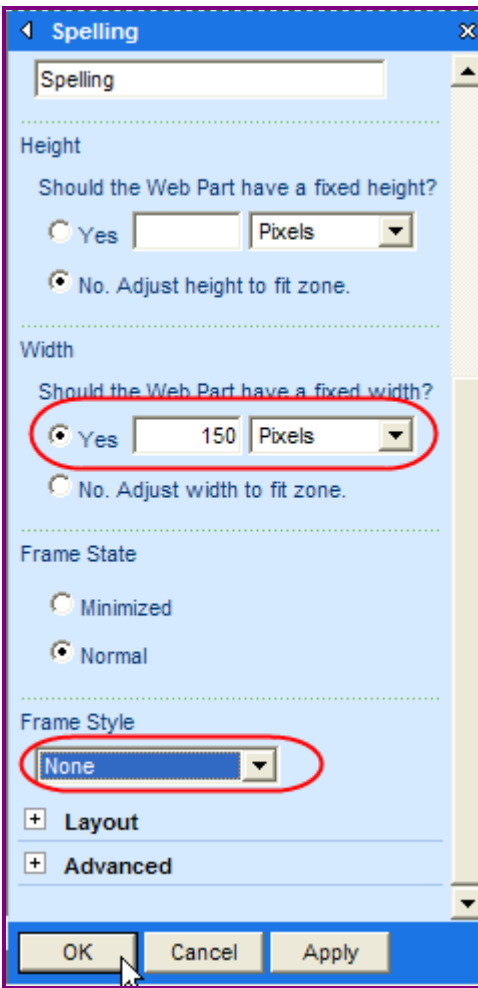 Spelling
Spelling
Height
Should the Web Part have a fixed height?
Yes Pixels
No. Adjust height to fit zone.
Width
Should the Web Part have a fixed width?
Yes 150 Pixels
No. Adjust width to fit zone.
Frame State
Minimized
Normal
Frame Style
None
Layout
Advanced
OK Cancel Apply